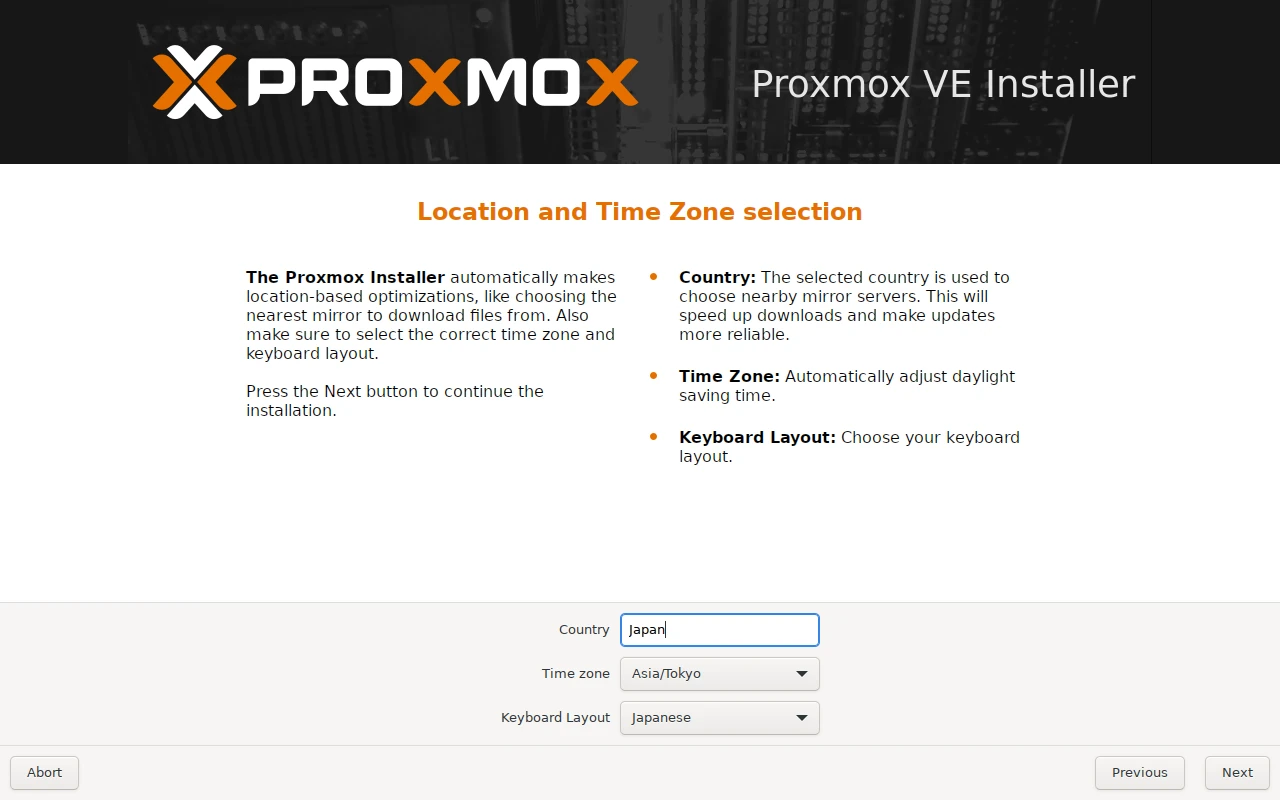 PROXMOX
Proxmox VE Installer
Location and Time Zone selection
The Proxmox Installer automatically makes
location-based optimizations, like choosing the
nearest mirror to download files from. Also
make sure to select the correct time zone and
keyboard layout.
Press the Next button to continue the
installation.
• Country: The selected country is used to
choose nearby mirror servers. This will
speed up downloads and make updates
more reliable.
• Time Zone: Automatically adjust daylight
saving time.
• Keyboard Layout: Choose your keyboard
layout.
Country Japan
Time zone Asia/Tokyo
Keyboard Layout Japanese
Abort Previous Next